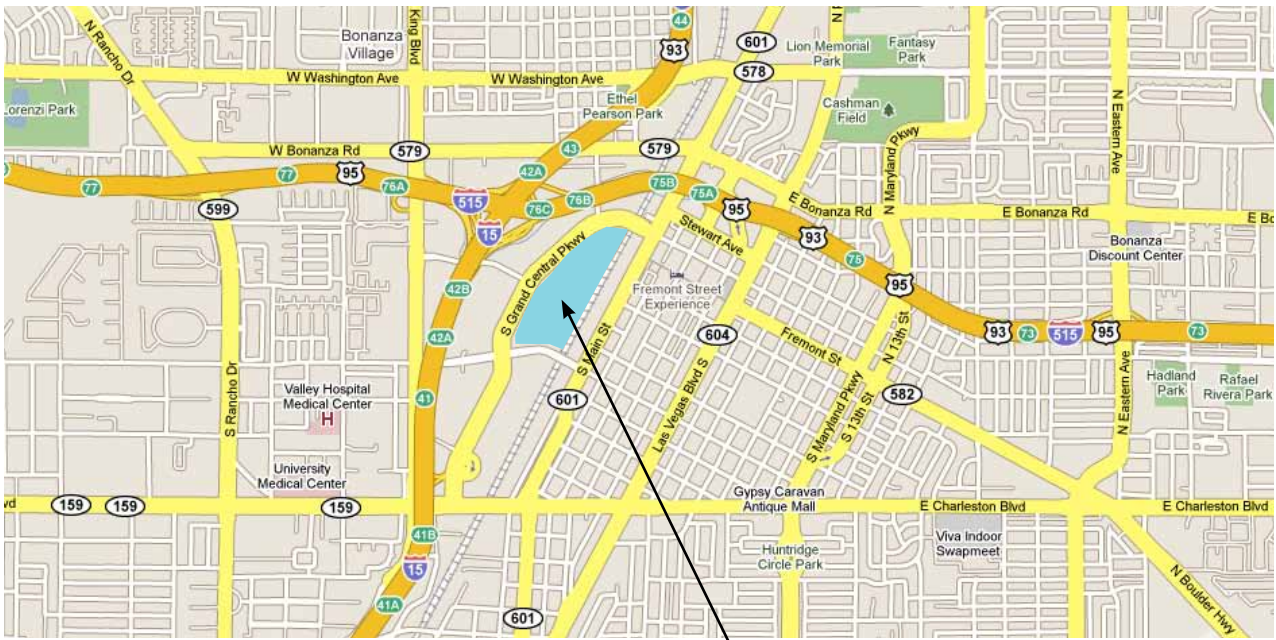 N Rancho Dr
Bonanza
Village
King Blvd
44
93
601
578
N
Lion Memorial
Park
Fantasy
Park
W Washington Ave
W Washington Ave
Lorenzi Park
Ethel
Pearson Park
Cashman
Field
N Maryland Pkwy
N Eastern Ave
W Bonanza Rd
579
43
579
42A
77
77
95
76A
515
76C
76B
75B
75A
95
E Bonanza Rd
E Bonanza Rd
E Bo
599
15
Stewart Ave
93
75
Bonanza
Discount Center
S Grand Central Pkwy
42B
Fremont Street
Experience
95
42A
S Main St
604
Fremont St
N 13th St
93
73
515
95
73
S Rancho Dr
Valley Hospital
Medical Center
H
41
601
Las Vegas Blvd S
S Maryland Pkwy
S 13th St
582
N Eastern Ave
Hadland
Park
Rafael
Rivera Park
University
Medical Center
vd
159
159
159
Gypsy Caravan
Antique Mall
E Charleston Blvd
E Charleston Blvd
41B
15
Viva Indoor
Swapmeet
Huntridge
Circle Park
N Boulder Hwy
41A
601